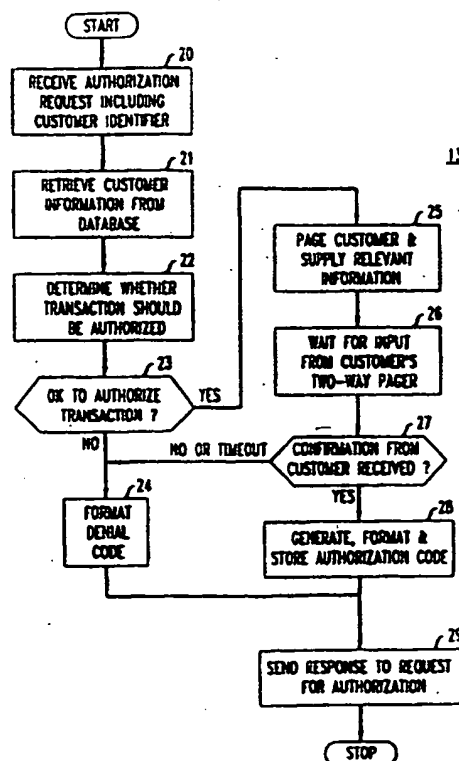 START
20
RECEIVE AUTHORIZATION
REQUEST INCLUDING
CUSTOMER IDENTIFIER
21
RETRIEVE CUSTOMER
INFORMATION FROM
DATABASE
22
DETERMINE WHETHER
TRANSACTION SHOULD
BE AUTHORIZED
23
OK TO AUTHORIZE
TRANSACTION ?
YES
NO
24
FORMAT
DENIAL
CODE
25
PAGE CUSTOMER &
SUPPLY RELEVANT
INFORMATION
26
WAIT FOR INPUT
FROM CUSTOMER'S
TWO-WAY PAGER
27
CONFIRMATION FROM
CUSTOMER RECEIVED ?
NO OR TIMEOUT
YES
28
GENERATE, FORMAT &
STORE AUTHORIZATION CODE
29
SEND RESPONSE TO REQUEST
FOR AUTHORIZATION
STOP